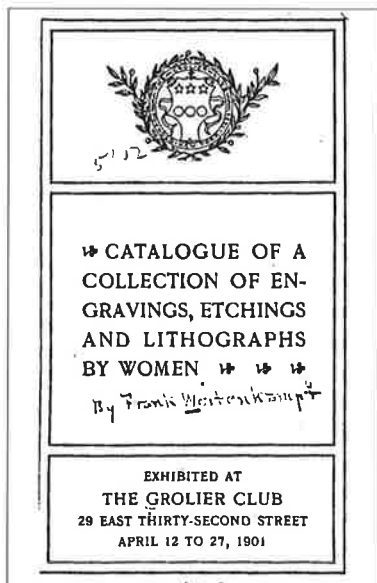 CATALOGUE OF A
COLLECTION OF EN-
GRAVINGS, ETCHINGS
AND LITHOGRAPHS
BY WOMEN
By Frank Weitenkampf
EXHIBITED AT
THE GROLIER CLUB
29 EAST THIRTY-SECOND STREET
APRIL 12 TO 27, 1901